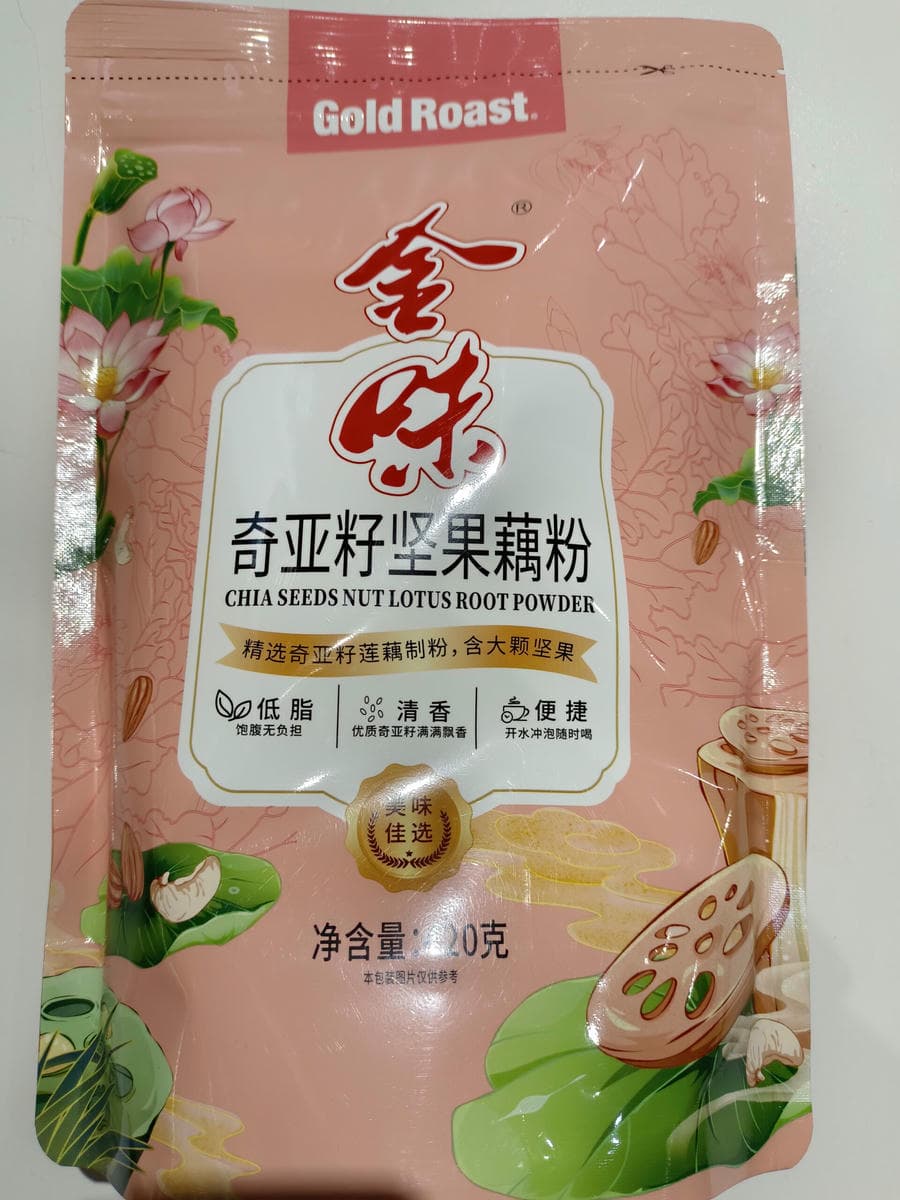 Gold Roast
金味®
奇亚籽坚果藕粉
CHIA SEEDS NUT LOTUS ROOT POWDER
精选奇亚籽莲藕制粉，含大颗坚果
低脂 清香 便捷
饱腹无负担 优质奇亚籽满满飘香 开水冲泡随时喝
美味
佳选
净含量：
本包装图片仅供参考